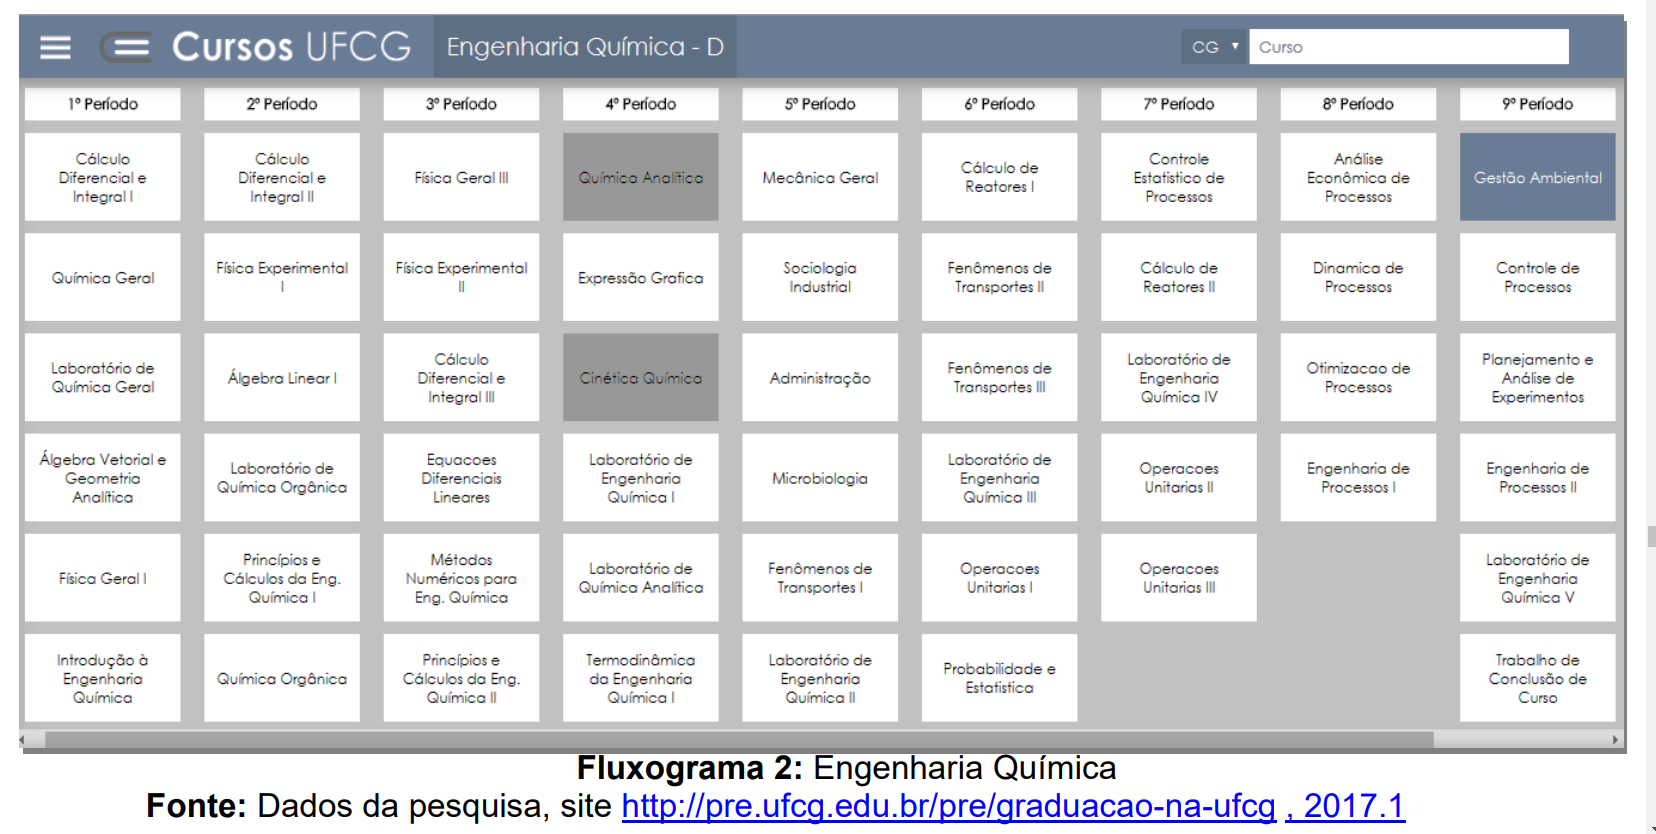 Cursos UFCG
Engenharia Química - D
CG ▼
Curso
1º Período
2º Período
3º Período
4º Período
5º Período
6º Período
7º Período
8º Período
9º Período
Cálculo
Diferencial e
Integral I
Cálculo
Diferencial e
Integral II
Física Geral III
Química Analítica
Mecânica Geral
Cálculo de
Reatores I
Controle
Estatistico de
Processos
Análise
Econômica de
Processos
Gestão Ambiental
Química Geral
Física Experimental
I
Física Experimental
II
Expressão Grafica
Sociologia
Industrial
Fenômenos de
Transportes II
Cálculo de
Reatores II
Dinamica de
Processos
Controle de
Processos
Laboratório de
Química Geral
Álgebra Linear I
Cálculo
Diferencial e
Integral III
Cinética Química
Administração
Fenômenos de
Transportes III
Laboratório de
Engenharia
Química IV
Otimizacao de
Processos
Planejamento e
Análise de
Experimentos
Álgebra Vetorial e
Geometria
Analítica
Laboratório de
Química Orgânica
Equacoes
Diferenciais
Lineares
Laboratório de
Engenharia
Química I
Microbiologia
Laboratório de
Engenharia
Química III
Operacoes
Unitarias II
Engenharia de
Processos I
Engenharia de
Processos II
Física Geral I
Princípios e
Cálculos da Eng.
Química I
Métodos
Numéricos para
Eng. Química
Laboratório de
Química Analítica
Fenômenos de
Transportes I
Operacoes
Unitarias I
Operacoes
Unitarias III
Laboratório de
Engenharia
Química V
Introdução à
Engenharia
Química
Química Orgânica
Princípios e
Cálculos da Eng.
Química II
Termodinâmica
da Engenharia
Química I
Laboratório de
Engenharia
Química II
Probabilidade e
Estatistica
Trabalho de
Conclusão de
Curso
Fluxograma 2: Engenharia Química
Fonte: Dados da pesquisa, site http://pre.ufcg.edu.br/pre/graduacao-na-ufcg , 2017.1